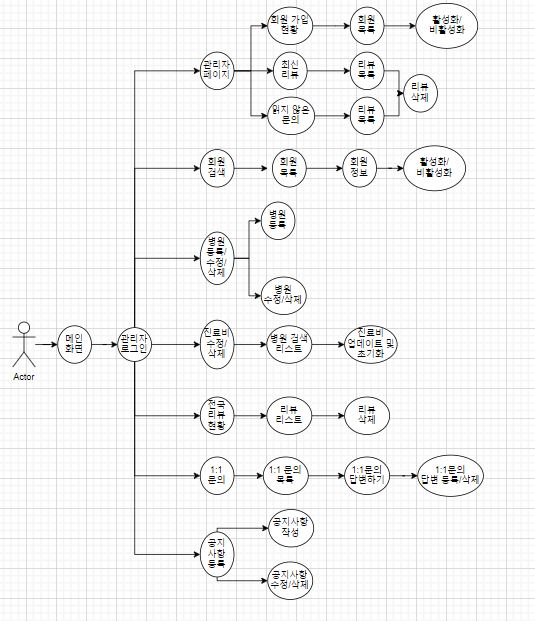 회원 가입
현황
회원
목록
활성화/
비활성화
관리자
페이지
최신
리뷰
리뷰
목록
리뷰
삭제
읽지 않은
문의
리뷰
목록
회원
검색
회원
목록
회원
정보
활성화/
비활성화
병원
등록/
수정/
삭제
병원
등록
병원
수정/삭제
Actor
메인
화면
관리자
로그인
진료비
수정/
삭제
병원 검색
리스트
진료비
업데이트 및
초기화
전국
리뷰
현황
리뷰
리스트
리뷰
삭제
1:1
문의
1:1 문의
목록
1:1문의
답변하기
1:1문의
답변 등록/삭제
공지
사항
등록
공지사항
작성
공지사항
수정/삭제